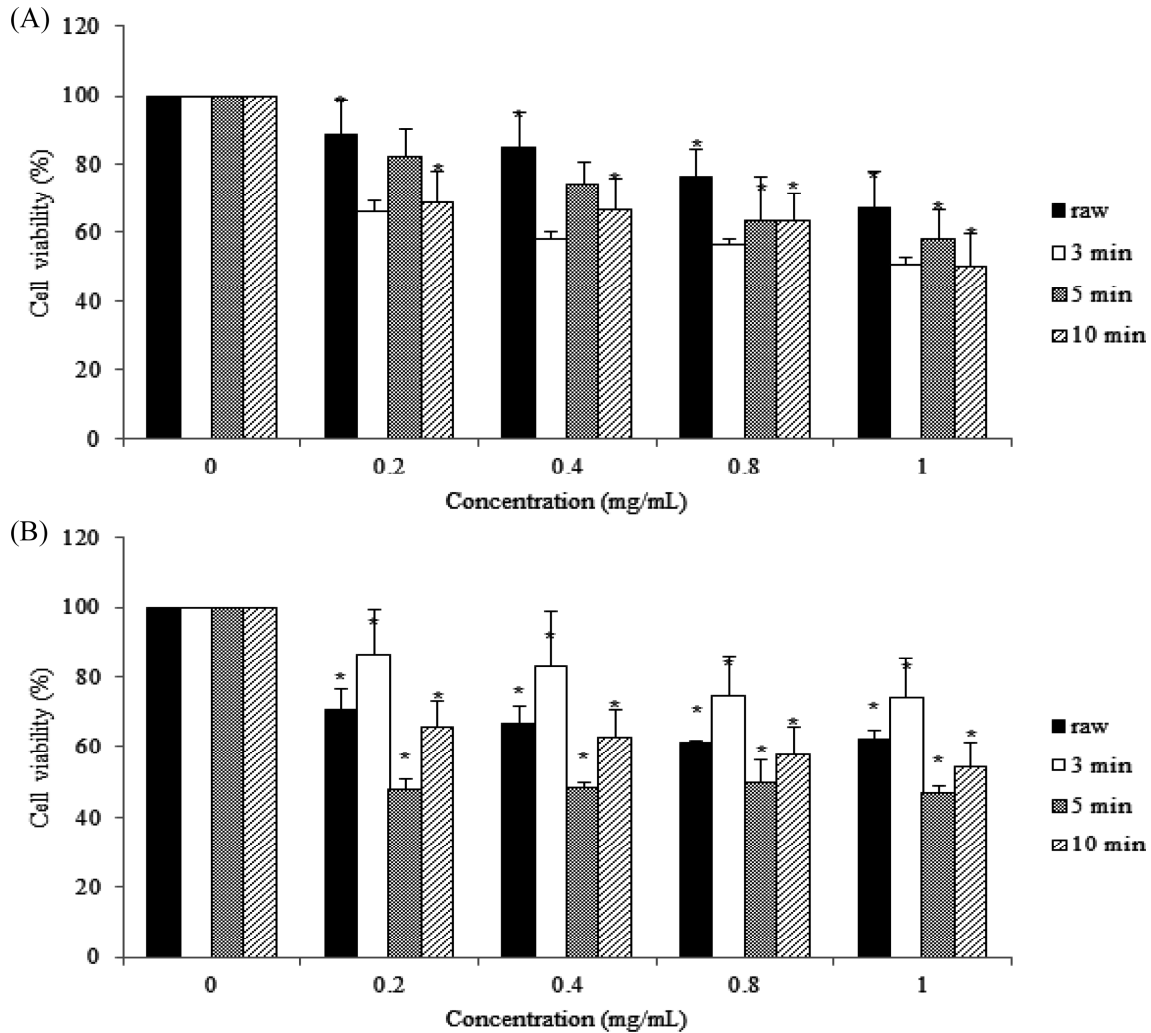 (A)
120
100
80
60
40
20
0
Cell viability (%)
* * * * * * * * * *
0 0.2 0.4 0.8 1
Concentration (mg/mL)
raw
3 min
5 min
10 min
(B)
120
100
80
60
40
20
0
Cell viability (%)
* * * * * * * * * * * * * * * *
0 0.2 0.4 0.8 1
Concentration (mg/mL)
raw
3 min
5 min
10 min